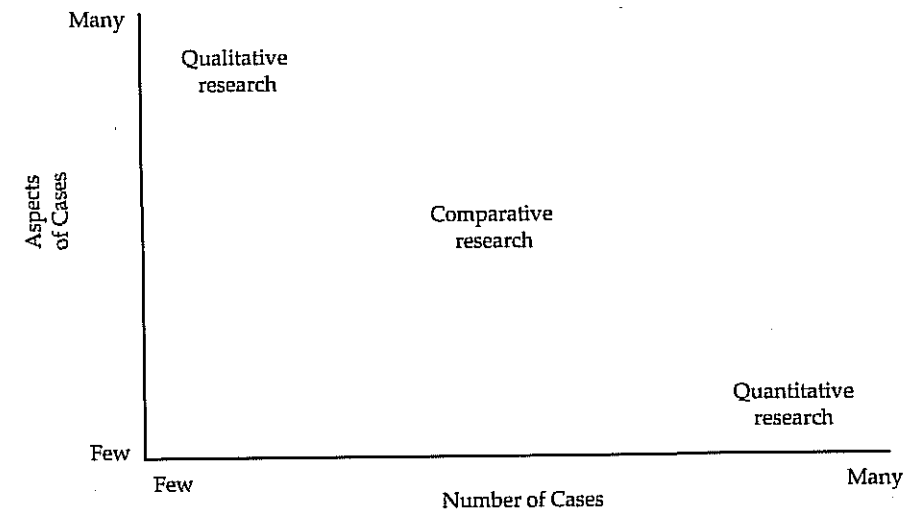 Many
Qualitative
research
Aspects
of Cases
Comparative
research
Quantitative
research
Few
Few
Many
Number of Cases